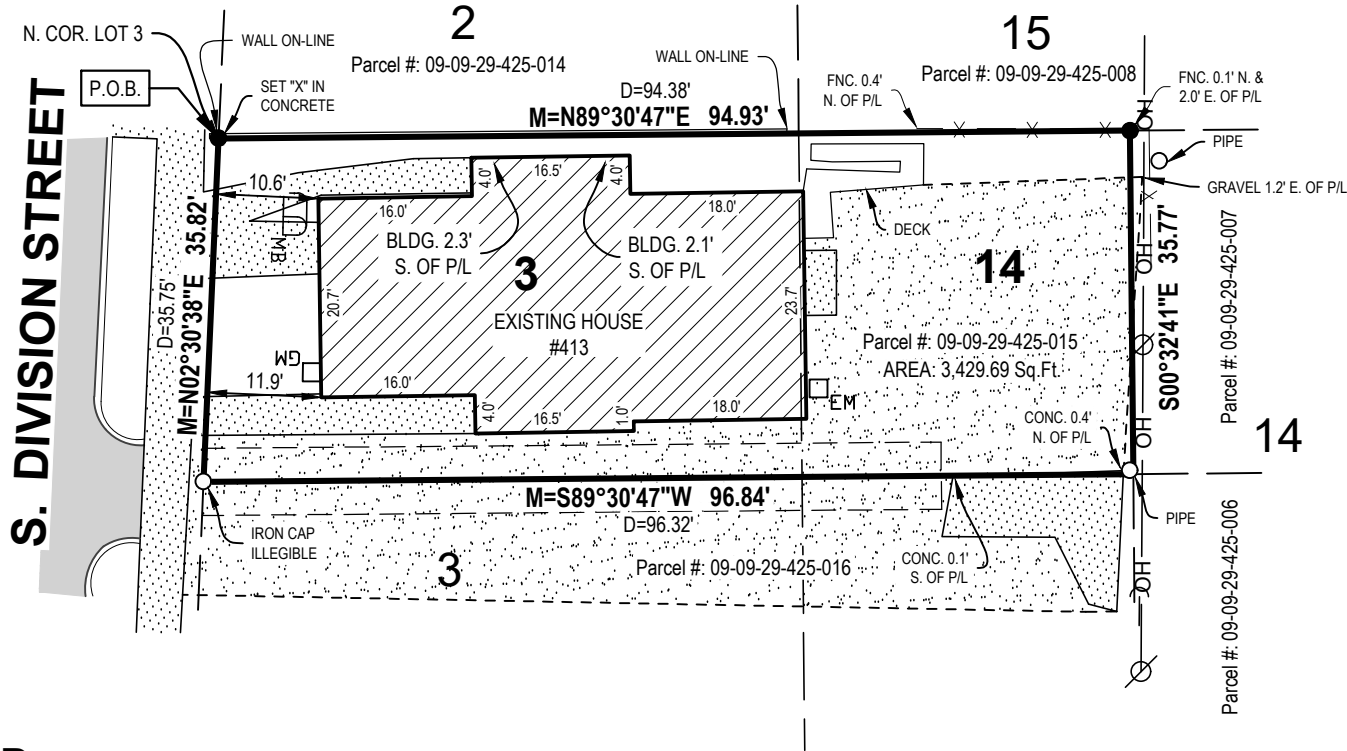 N. COR. LOT 3
P.O.B.
WALL ON-LINE
SET "X" IN
CONCRETE
2
Parcel #: 09-09-29-425-014
WALL ON-LINE
D=94.38'
M=N89°30'47"E 94.93'
15
Parcel #: 09-09-29-425-008
FNC. 0.4'
N. OF P/L
FNC. 0.1' N. &
2.0' E. OF P/L
OH
PIPE
GRAVEL 1.2' E. OF P/L
S. DIVISION STREET
D=35.75'
M=N02°30'38"E 35.82'
10.6'
16.0'
4.0'
16.5'
4.0'
18.0'
MB
BLDG. 2.3'
S. OF P/L
BLDG. 2.1'
S. OF P/L
DECK
3
14
20.7'
23.7'
EXISTING HOUSE
#413
Parcel #: 09-09-29-425-015
AREA: 3,429.69 Sq.Ft.
OH
S00°32'41"E 35.77'
Parcel #: 09-09-29-425-007
GM
11.9'
16.0'
4.0'
16.5'
1.0'
18.0'
EM
CONC. 0.4'
N. OF P/L
OH
14
M=S89°30'47"W 96.84'
D=96.32'
IRON CAP
ILLEGIBLE
3
Parcel #: 09-09-29-425-016
CONC. 0.1'
S. OF P/L
PIPE
OH
Parcel #: 09-09-29-425-006